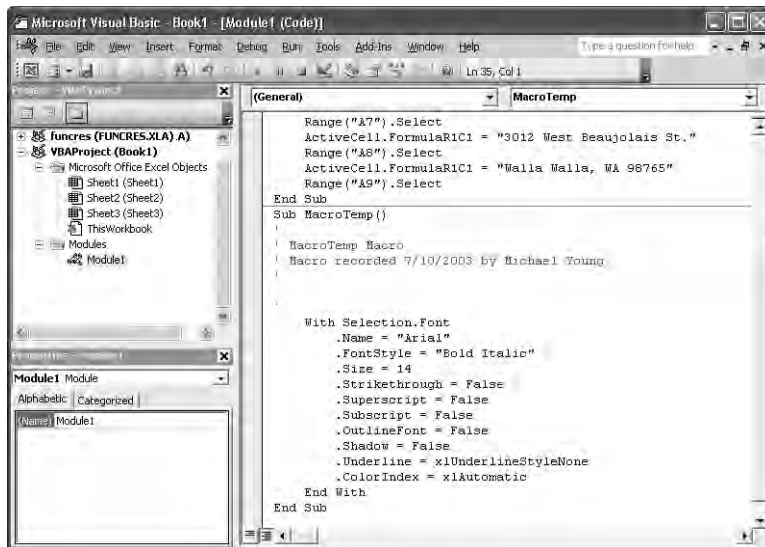 Microsoft Visual Basic - Book1 - [Module1 (Code)]
File Edit View Insert Format Debug Run Tools Add-Ins Window Help
Type a question for help
Ln 35, Col 1
(General)
MacroTemp
funcres (FUNCRES.XLA) A)
VBAProject (Book1)
Microsoft Office Excel Objects
Sheet1 (Sheet1)
Sheet2 (Sheet2)
Sheet3 (Sheet3)
ThisWorkbook
Modules
Module1
Module1 Module
Alphabetic Categorized
(Name) Module1
Range("A7").Select
ActiveCell.FormulaR1C1 = "3012 West Beaujolais St."
Range("A8").Select
ActiveCell.FormulaR1C1 = "Walla Walla, WA 98765"
Range("A9").Select
End Sub
Sub MacroTemp()
'
' MacroTemp Macro
' Macro recorded 7/10/2003 by Michael Young
'
'
With Selection.Font
.Name = "Arial"
.FontStyle = "Bold Italic"
.Size = 14
.Strikethrough = False
.Superscript = False
.Subscript = False
.OutlineFont = False
.Shadow = False
.Underline = xlUnderlineStyleNone
.ColorIndex = xlAutomatic
End With
End Sub